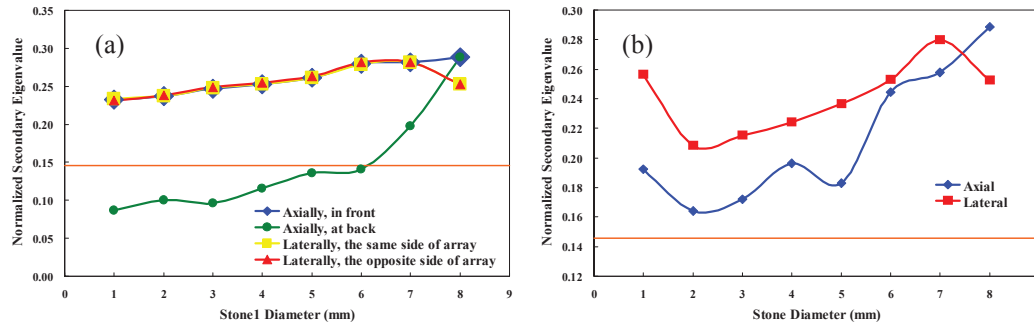 (a)
Normalized Secondary Eigenvalue
0.35
0.30
0.25
0.20
0.15
0.10
0.05
0.00
Axially, in front
Axially, at back
Laterally, the same side of array
Laterally, the opposite side of array
0 1 2 3 4 5 6 7 8 9
Stone1 Diameter (mm)
(b)
Normalized Secondary Eigenvalue
0.30
0.28
0.26
0.24
0.22
0.20
0.18
0.16
0.14
0.12
Axial
Lateral
0 1 2 3 4 5 6 7 8
Stone Diameter (mm)